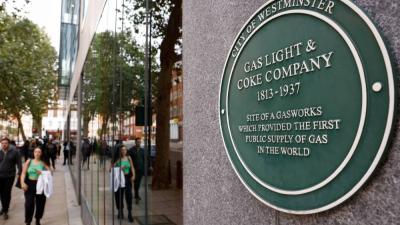 CITY OF WESTMINSTER
GAS LIGHT &
COKE COMPANY
1813-1937
SITE OF A GASWORKS
WHICH PROVIDED THE FIRST
PUBLIC SUPPLY OF GAS
IN THE WORLD